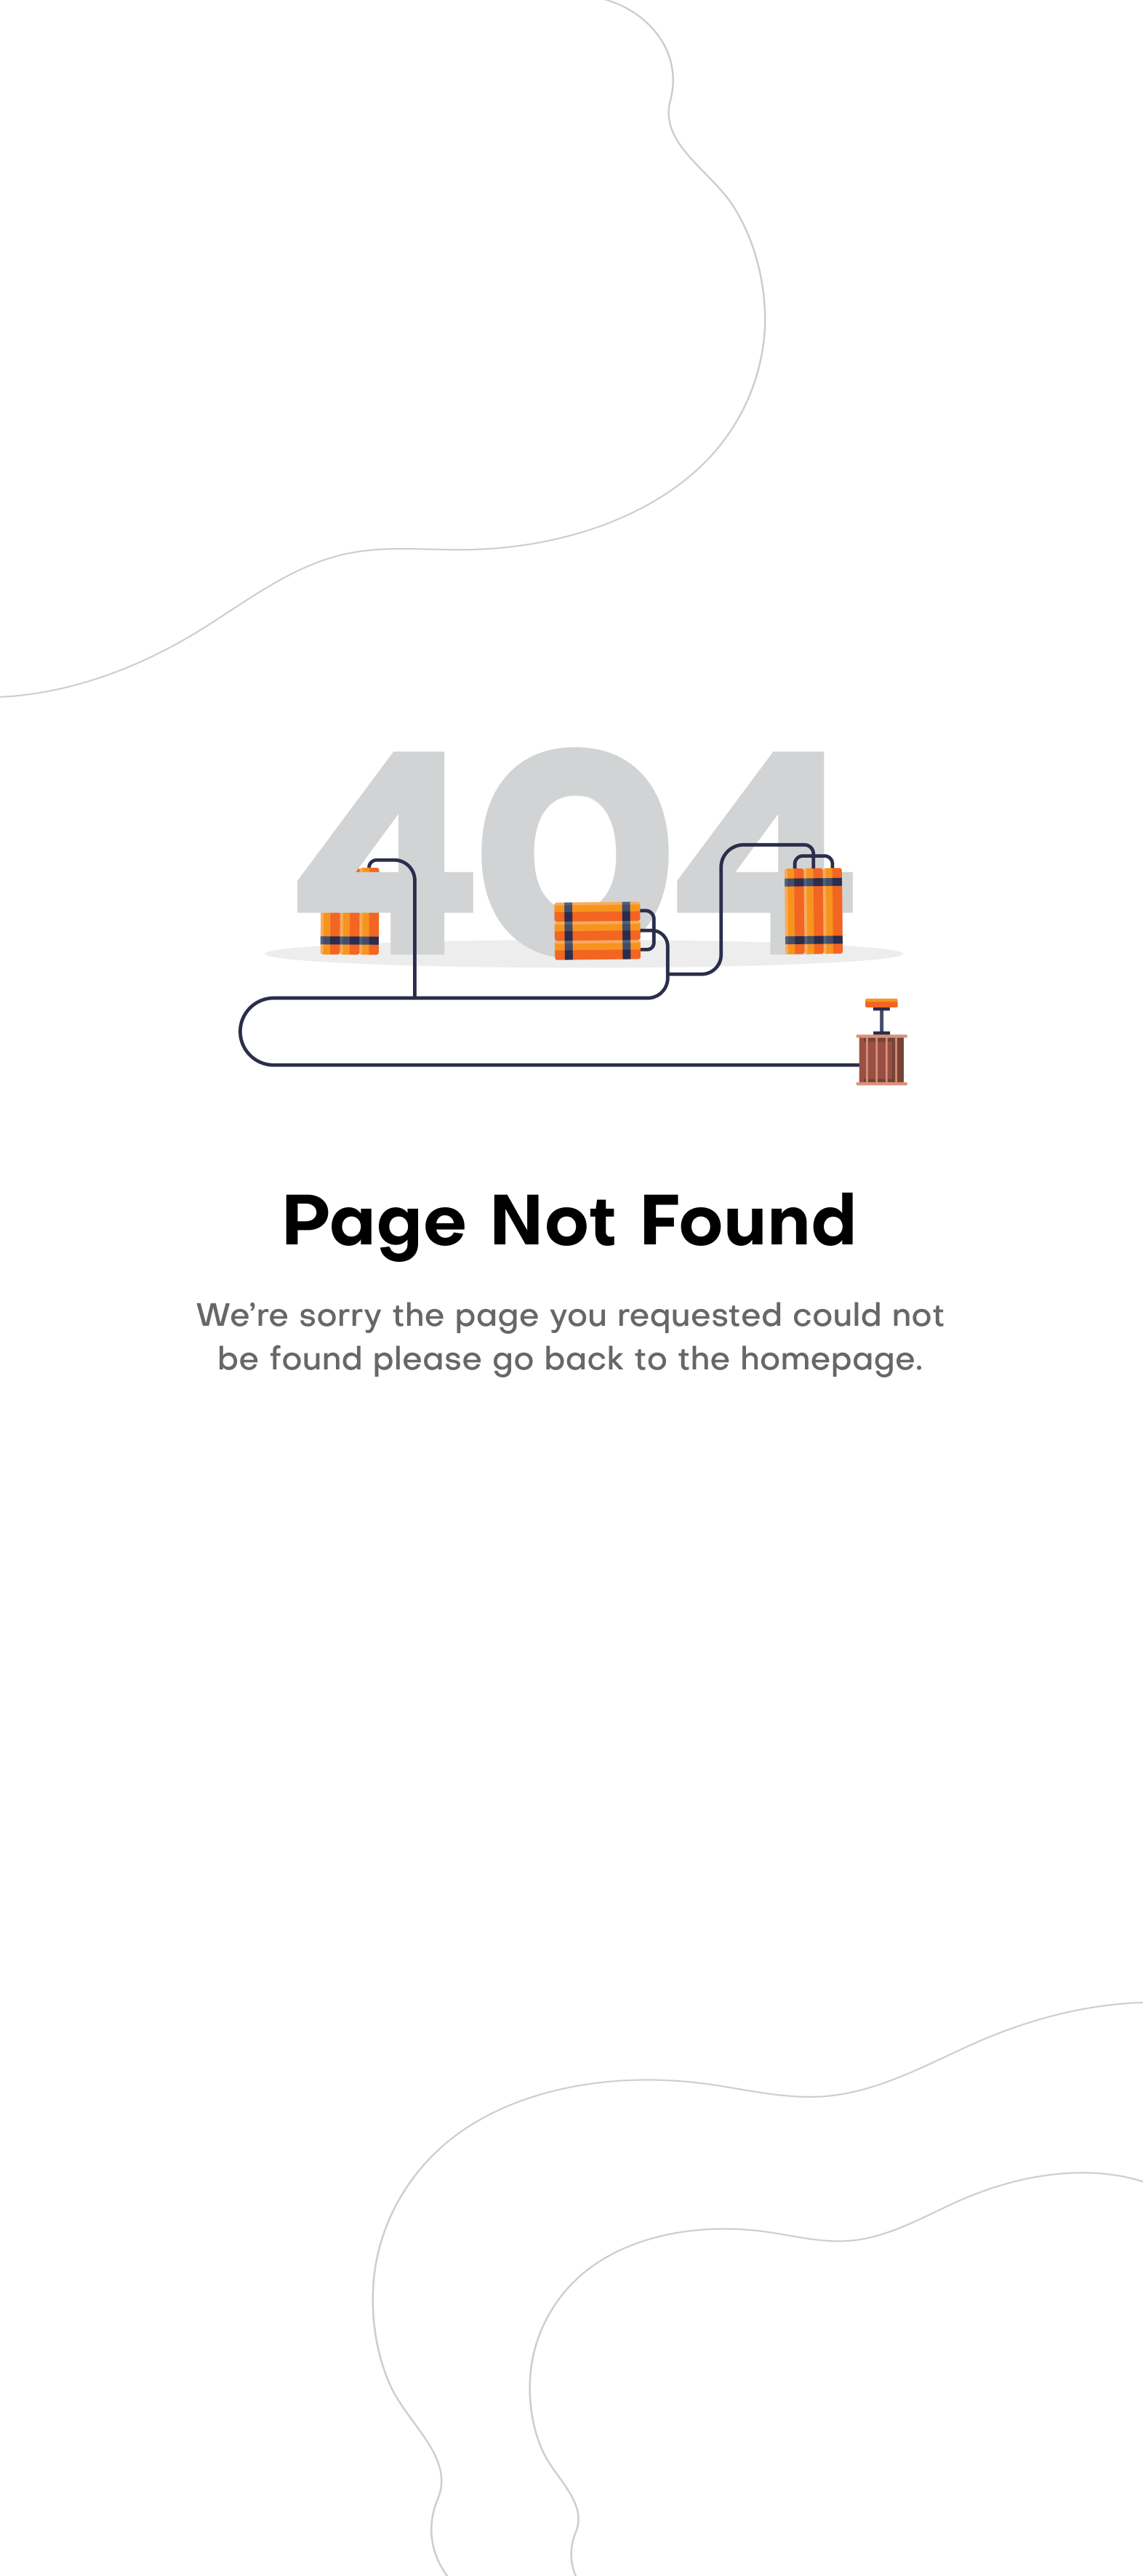 404
Page Not Found
We’re sorry the page you requested could not
be found please go back to the homepage.